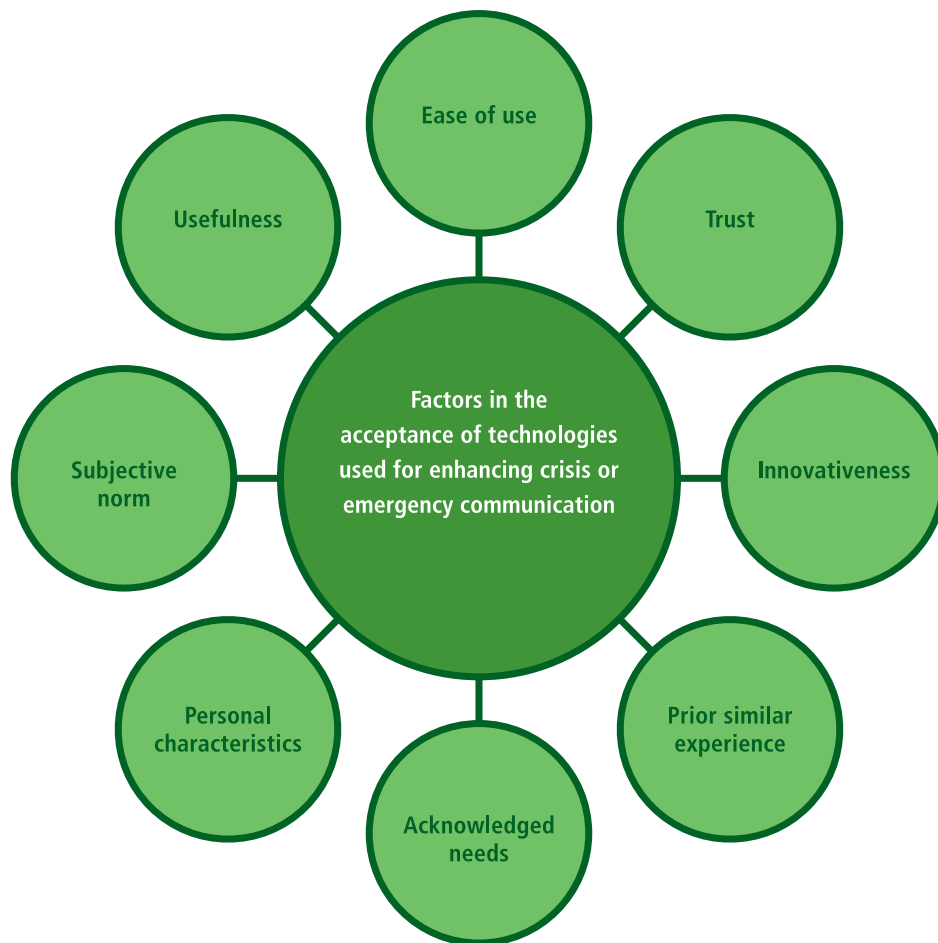 Ease of use
Trust
Innovativeness
Prior similar
experience
Acknowledged
needs
Personal
characteristics
Subjective
norm
Usefulness
Factors in the
acceptance of technologies
used for enhancing crisis or
emergency communication